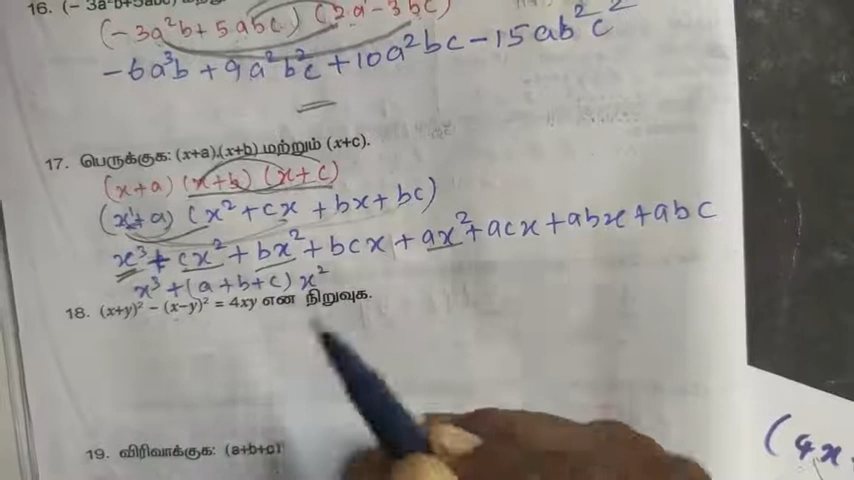 16. (- 3a²b+5abc)
(-3a²b + 5abc) (2a - 3bc)
-6a³b + 9a²b²c + 10a²bc - 15ab²c²
17. பெருக்குக: (x+a),(x+b) மற்றும் (x+c).
(x+a) (x+b) (x+c)
(x+a) (x² + cx + bx + bc)
x³ + cx² + bx² + bcx + ax² + acx + abx + abc
x³ + (a+b+c) x²
18. (x+y)² – (x–y)² = 4xy என நிறுவுக.
19. விரிவாக்குக: (a+b+c)
(4x